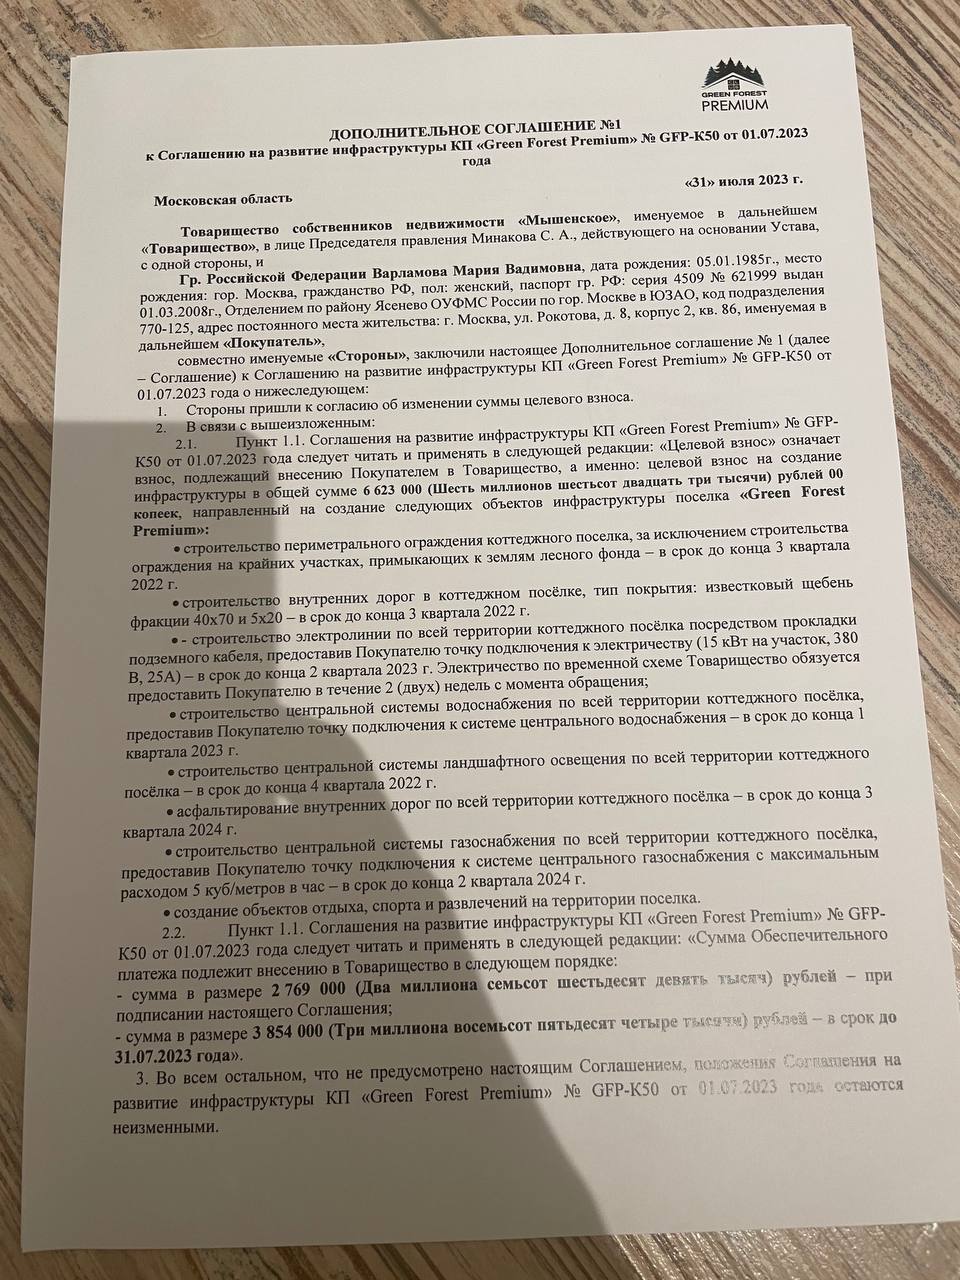 GREEN FOREST
PREMIUM
ДОПОЛНИТЕЛЬНОЕ СОГЛАШЕНИЕ №1
к Соглашению на развитие инфраструктуры КП «Green Forest Premium» № GFP-К50 от 01.07.2023
года
«31» июля 2023 г.
Московская область
Товарищество собственников недвижимости «Мышенское», именуемое в дальнейшем
«Товарищество», в лице Председателя правления Минакова С. А., действующего на основании Устава,
с одной стороны, и
Гр. Российской Федерации Варламова Мария Вадимовна, дата рождения: 05.01.1985г., место
рождения: гор. Москва, гражданство РФ, пол: женский, паспорт гр. РФ: серия 4509 № 621999 выдан
01.03.2008г., Отделением по району Ясенево ОУФМС России по гор. Москве в ЮЗАО, код подразделения
770-125, адрес постоянного места жительства: г. Москва, ул. Рокотова, д. 8, корпус 2, кв. 86, именуемая в
дальнейшем «Покупатель»,
совместно именуемые «Стороны», заключили настоящее Дополнительное соглашение № 1 (далее
– Соглашение) к Соглашению на развитие инфраструктуры КП «Green Forest Premium» № GFP-К50 от
01.07.2023 года о нижеследующем:
1. Стороны пришли к согласию об изменении суммы целевого взноса.
2. В связи с вышеизложенным:
2.1. Пункт 1.1. Соглашения на развитие инфраструктуры КП «Green Forest Premium» № GFP-
К50 от 01.07.2023 года следует читать и применять в следующей редакции: «Целевой взнос» означает
взнос, подлежащий внесению Покупателем в Товарищество, а именно: целевой взнос на создание
инфраструктуры в общей сумме 6 623 000 (Шесть миллионов шестьсот двадцать три тысячи) рублей 00
копеек, направленный на создание следующих объектов инфраструктуры поселка «Green Forest
Premium»:
• строительство периметрального ограждения коттеджного поселка, за исключением строительства
ограждения на крайних участках, примыкающих к землям лесного фонда – в срок до конца 3 квартала
2022 г.
• строительство внутренних дорог в коттеджном посёлке, тип покрытия: известковый щебень
фракции 40х70 и 5х20 – в срок до конца 3 квартала 2022 г.
• - строительство электролинии по всей территории коттеджного посёлка посредством прокладки
подземного кабеля, предоставив Покупателю точку подключения к электричеству (15 кВт на участок, 380
В, 25А) – в срок до конца 2 квартала 2023 г. Электричество по временной схеме Товарищество обязуется
предоставить Покупателю в течение 2 (двух) недель с момента обращения;
• строительство центральной системы водоснабжения по всей территории коттеджного посёлка,
предоставив Покупателю точку подключения к системе центрального водоснабжения – в срок до конца 1
квартала 2023 г.
• строительство центральной системы ландшафтного освещения по всей территории коттеджного
посёлка – в срок до конца 4 квартала 2022 г.
• асфальтирование внутренних дорог по всей территории коттеджного посёлка – в срок до конца 3
квартала 2024 г.
• строительство центральной системы газоснабжения по всей территории коттеджного посёлка,
предоставив Покупателю точку подключения к системе центрального газоснабжения с максимальным
расходом 5 куб/метров в час – в срок до конца 2 квартала 2024 г.
• создание объектов отдыха, спорта и развлечений на территории поселка.
2.2. Пункт 1.1. Соглашения на развитие инфраструктуры КП «Green Forest Premium» № GFP-
К50 от 01.07.2023 года следует читать и применять в следующей редакции: «Сумма Обеспечительного
платежа подлежит внесению в Товарищество в следующем порядке:
- сумма в размере 2 769 000 (Два миллиона семьсот шестьдесят девять тысяч) рублей – при
подписании настоящего Соглашения;
- сумма в размере 3 854 000 (Три миллиона восемьсот пятьдесят четыре тысячи) рублей – в срок до
31.07.2023 года».
3. Во всем остальном, что не предусмотрено настоящим Соглашением, положения Соглашения на
развитие инфраструктуры КП «Green Forest Premium» № GFP-К50 от 01.07.2023 года остаются
неизменными.